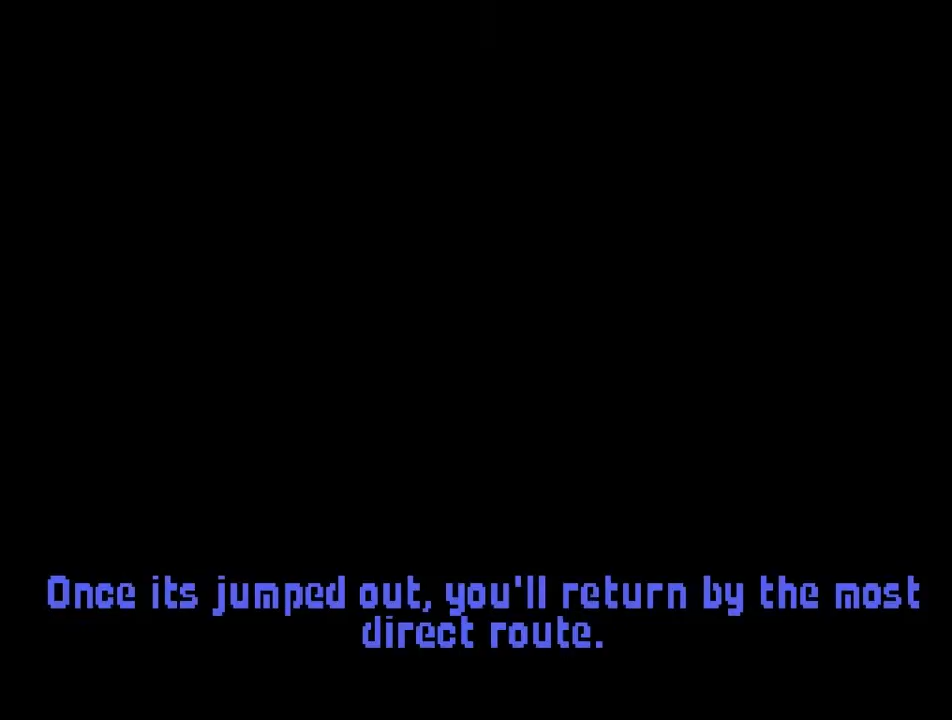 Once its jumped out, you'll return by the most
direct route.